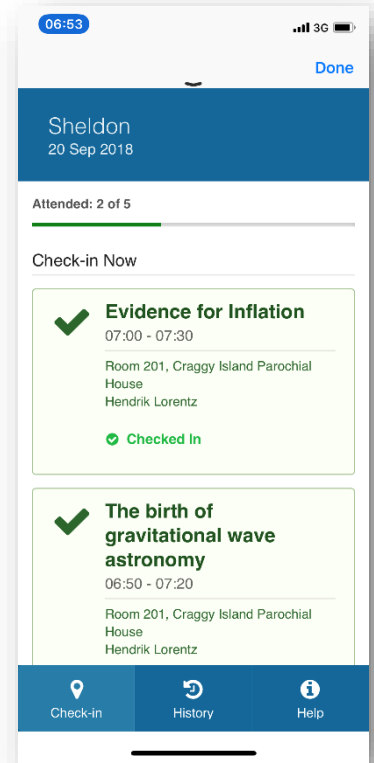 06:53
3G
Done
Sheldon
20 Sep 2018
Attended: 2 of 5
Check-in Now
Evidence for Inflation
07:00 - 07:30
Room 201, Craggy Island Parochial
House
Hendrik Lorentz
Checked In
The birth of
gravitational wave
astronomy
06:50 - 07:20
Room 201, Craggy Island Parochial
House
Hendrik Lorentz
Check-in
History
Help